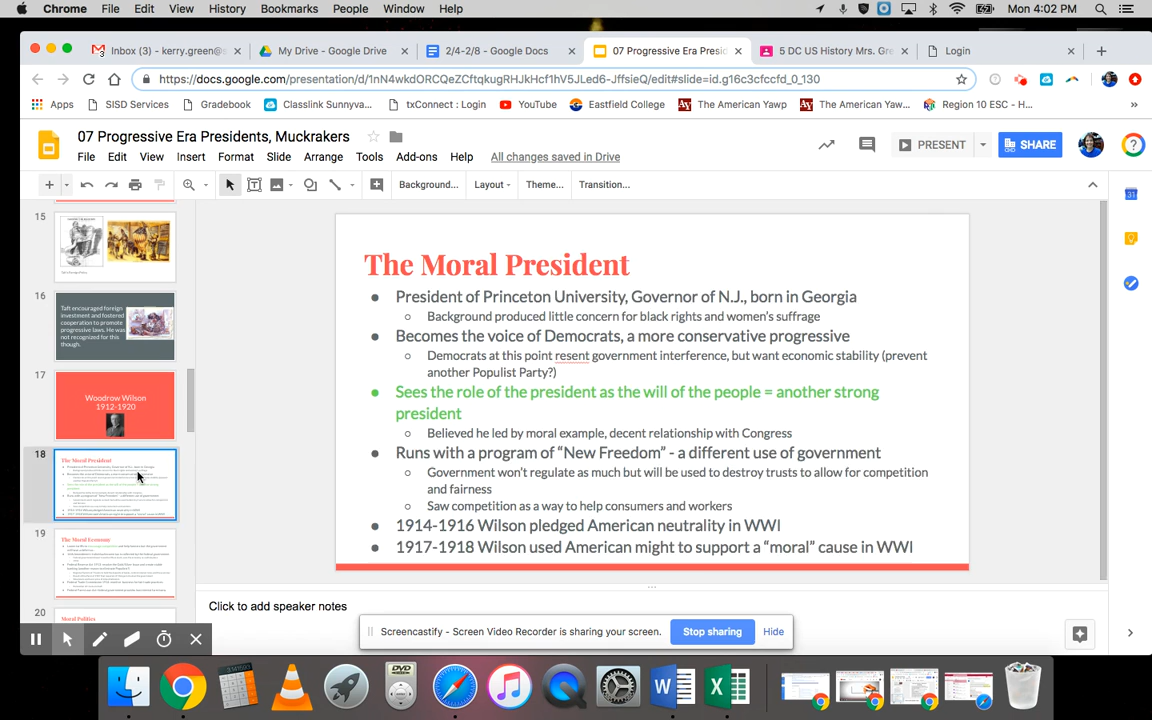 Chrome File Edit View History Bookmarks People Window Help Mon 4:02 PM
Inbox (3) - kerry.green@s
My Drive - Google Drive
2/4-2/8 - Google Docs
07 Progressive Era Presid
5 DC US History Mrs. Gre
Login
https://docs.google.com/presentation/d/1nN4wkdORCQeZCftqkugRHJkHcf1hV5JLed6-JffsieQ/edit#slide=id.g16c3cfccfd_0_130
Apps SISD Services Gradebook Classlink Sunnyva... txConnect : Login YouTube Eastfield College The American Yawp The American Yaw... Region 10 ESC - H...
07 Progressive Era Presidents, Muckrakers
File Edit View Insert Format Slide Arrange Tools Add-ons Help All changes saved in Drive
PRESENT
SHARE
Background... Layout Theme... Transition...
31
15
16
Taft encouraged foreign
investment and fostered
cooperation to promote
progressive laws. He was
not recognized for this
though.
17
Woodrow Wilson
1912-1920
18
The Moral President
19
The Moral Economy
20
Moral Politics
The Moral President
● President of Princeton University, Governor of N.J., born in Georgia
○ Background produced little concern for black rights and women's suffrage
● Becomes the voice of Democrats, a more conservative progressive
○ Democrats at this point resent government interference, but want economic stability (prevent
another Populist Party?)
● Sees the role of the president as the will of the people = another strong
president
○ Believed he led by moral example, decent relationship with Congress
● Runs with a program of "New Freedom" - a different use of government
○ Government won't regulate as much but will be used to destroy trusts to allow for competition
and fairness
○ Saw competition as a way to help consumers and workers
● 1914-1916 Wilson pledged American neutrality in WWI
● 1917-1918 Wilson used American might to support a "moral" cause in WWI
Click to add speaker notes
Screencastify - Screen Video Recorder is sharing your screen. Stop sharing Hide
DVD